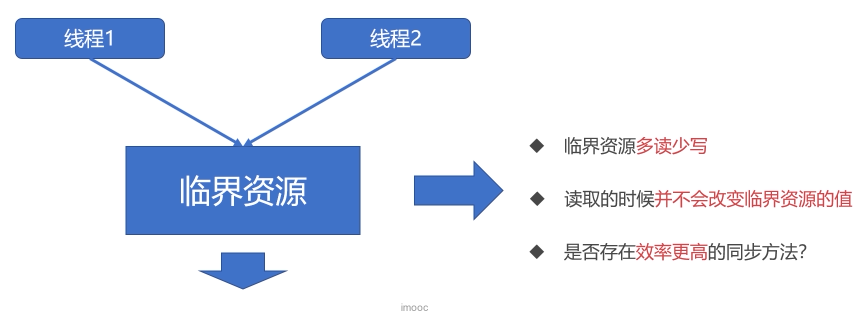 线程1
线程2
临界资源
◆ 临界资源多读少写
◆ 读取的时候并不会改变临界资源的值
◆ 是否存在效率更高的同步方法？
imooc